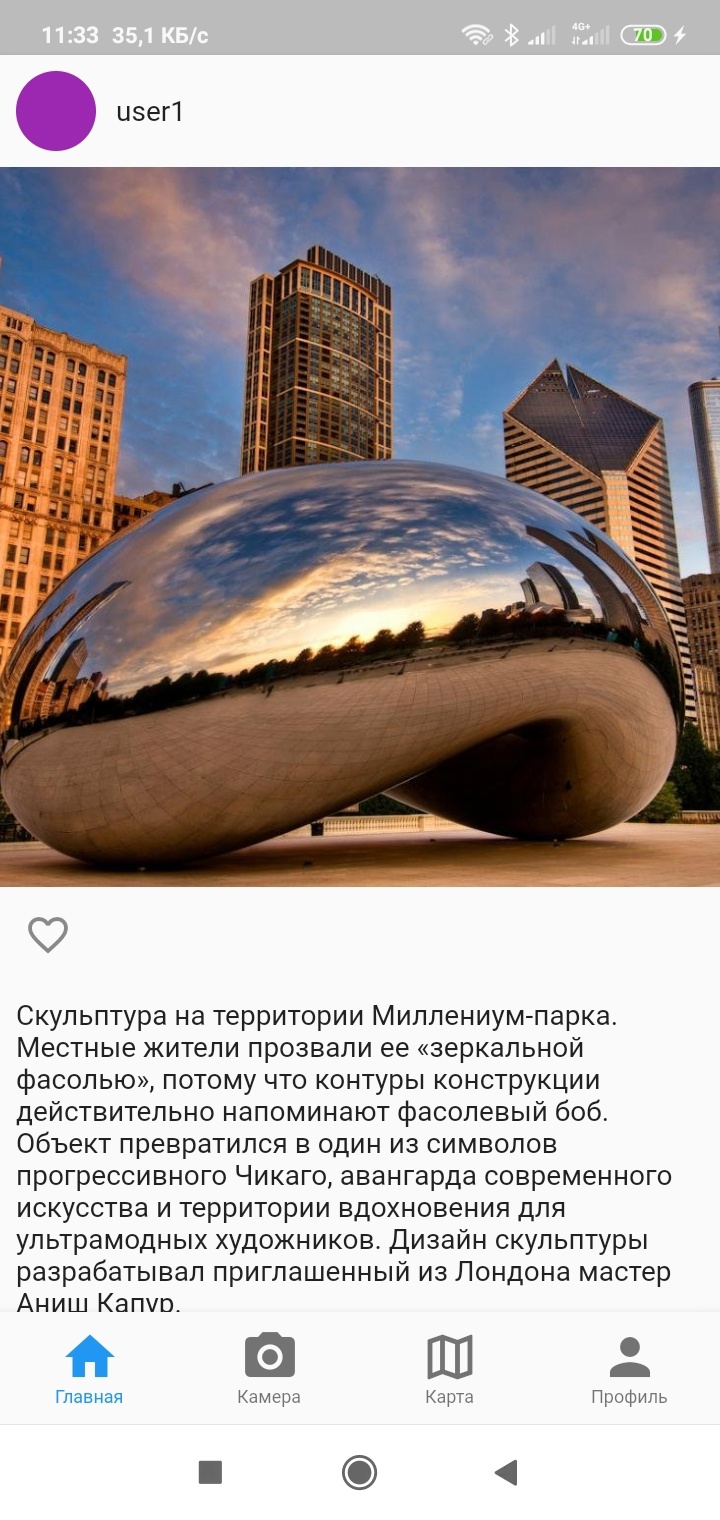 11:33 35,1 КБ/с 4G+ 70
user1
Скульптура на территории Миллениум-парка.
Местные жители прозвали ее «зеркальной
фасолью», потому что контуры конструкции
действительно напоминают фасолевый боб.
Объект превратился в один из символов
прогрессивного Чикаго, авангарда современного
искусства и территории вдохновения для
ультрамодных художников. Дизайн скульптуры
разрабатывал приглашенный из Лондона мастер
Аниш Капур.
Главная Камера Карта Профиль